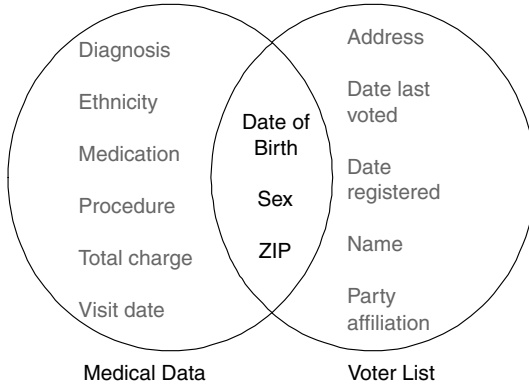 Diagnosis
Ethnicity
Medication
Procedure
Total charge
Visit date
Date of
Birth
Sex
ZIP
Address
Date last
voted
Date
registered
Name
Party
affiliation
Medical Data
Voter List